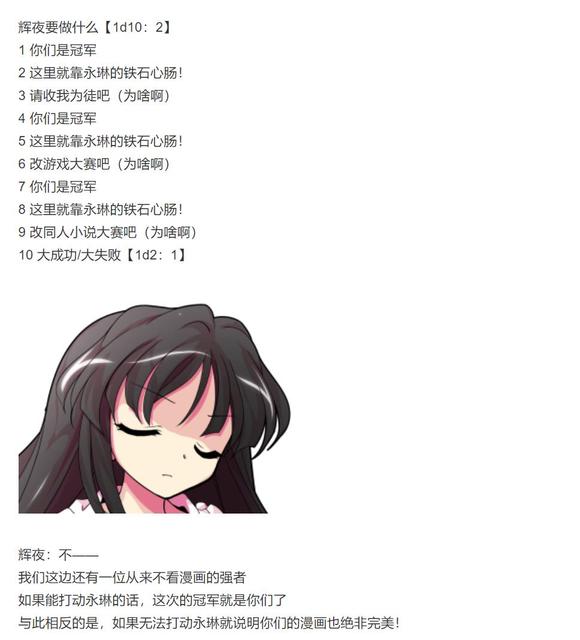 辉夜要做什么【1d10：2】
1 你们是冠军
2 这里就靠永琳的铁石心肠！
3 请收我为徒吧（为啥啊）
4 你们是冠军
5 这里就靠永琳的铁石心肠！
6 改游戏大赛吧（为啥啊）
7 你们是冠军
8 这里就靠永琳的铁石心肠！
9 改同人小说大赛吧（为啥啊）
10 大成功/大失败【1d2：1】
辉夜：不——
我们这边还有一位从来不看漫画的强者
如果能打动永琳的话，这次的冠军就是你们了
与此相反的是，如果无法打动永琳就说明你们的漫画也绝非完美！